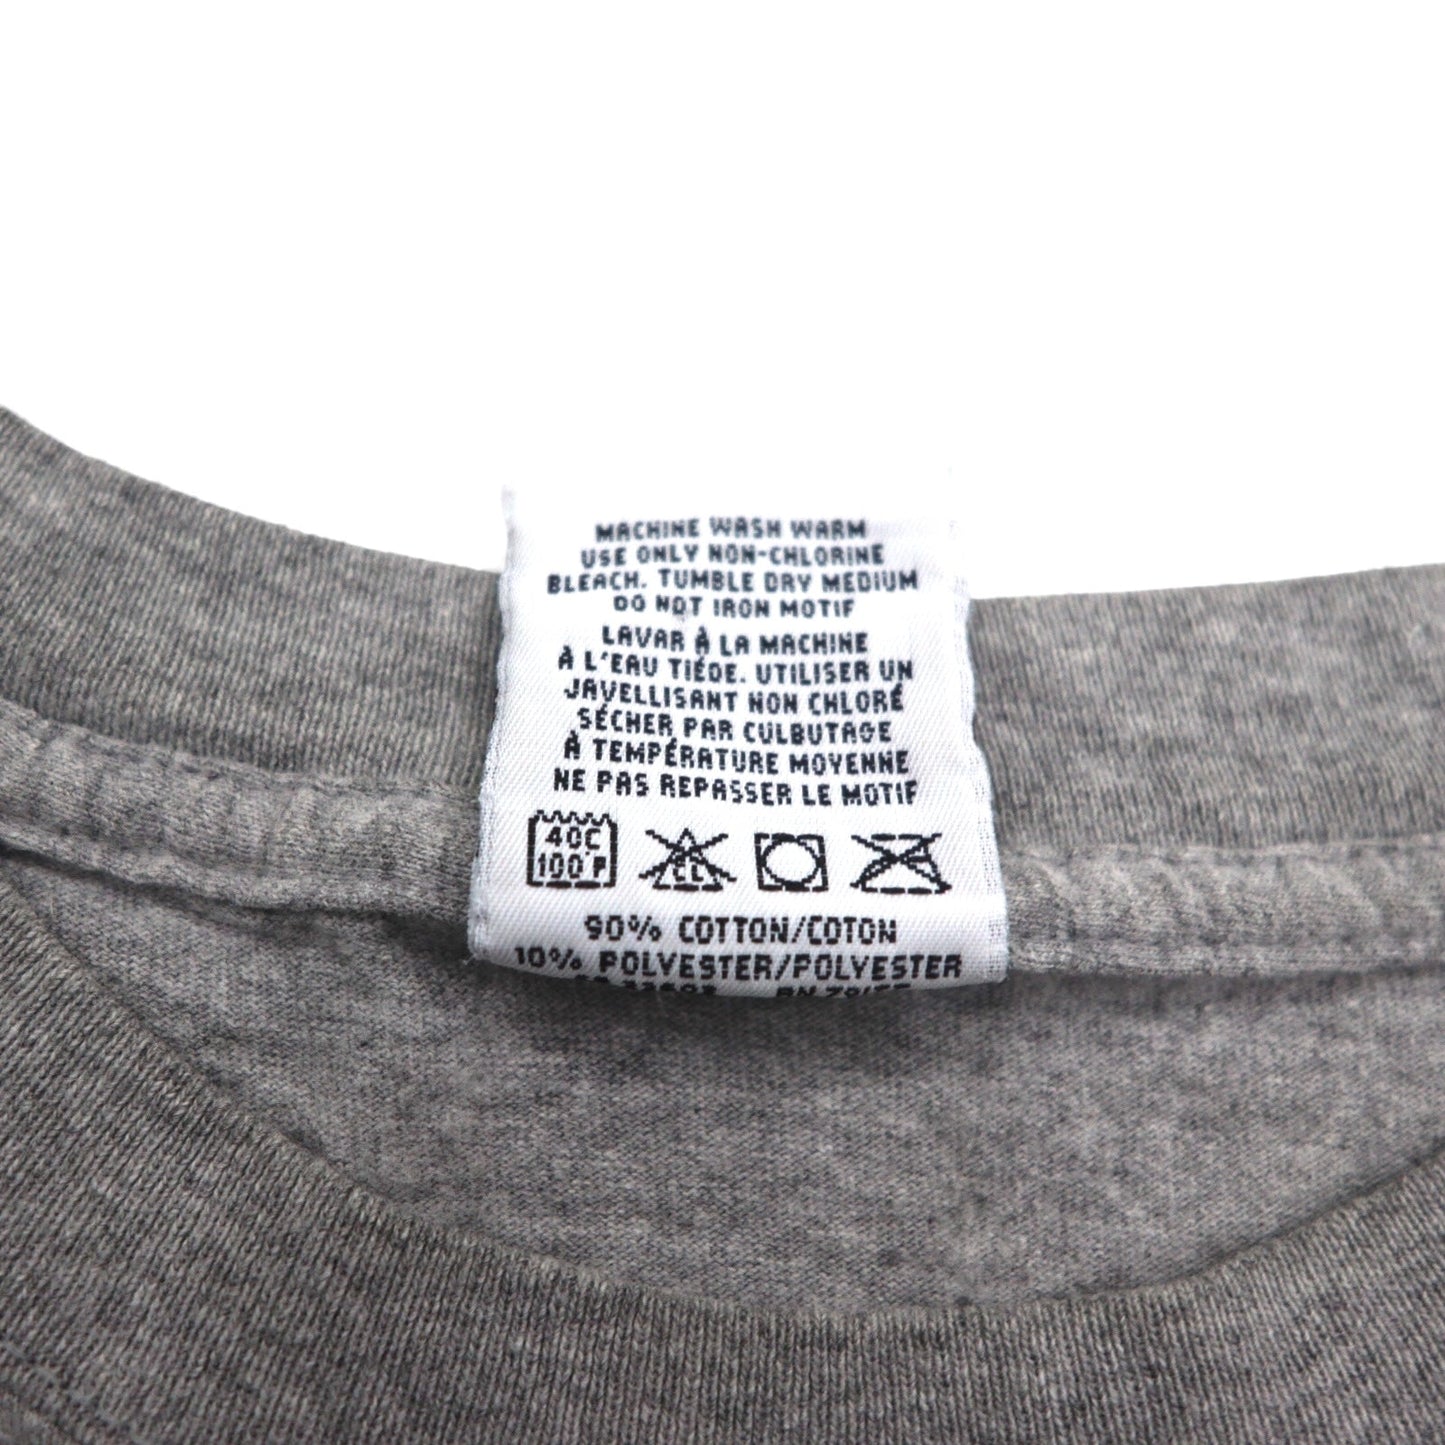 MACHINE WASH WARM
USE ONLY NON-CHLORINE
BLEACH. TUMBLE DRY MEDIUM
DO NOT IRON MOTIF
LAVAR À LA MACHINE
À L'EAU TIÉDE. UTILISER UN
JAVELLISANT NON CHLORÉ
SÉCHER PAR CULBUTAGE
À TEMPÉRATURE MOYENNE
NE PAS REPASSER LE MOTIF
40C
100°P
CL
90% COTTON/COTON
10% POLYESTER/POLYESTER